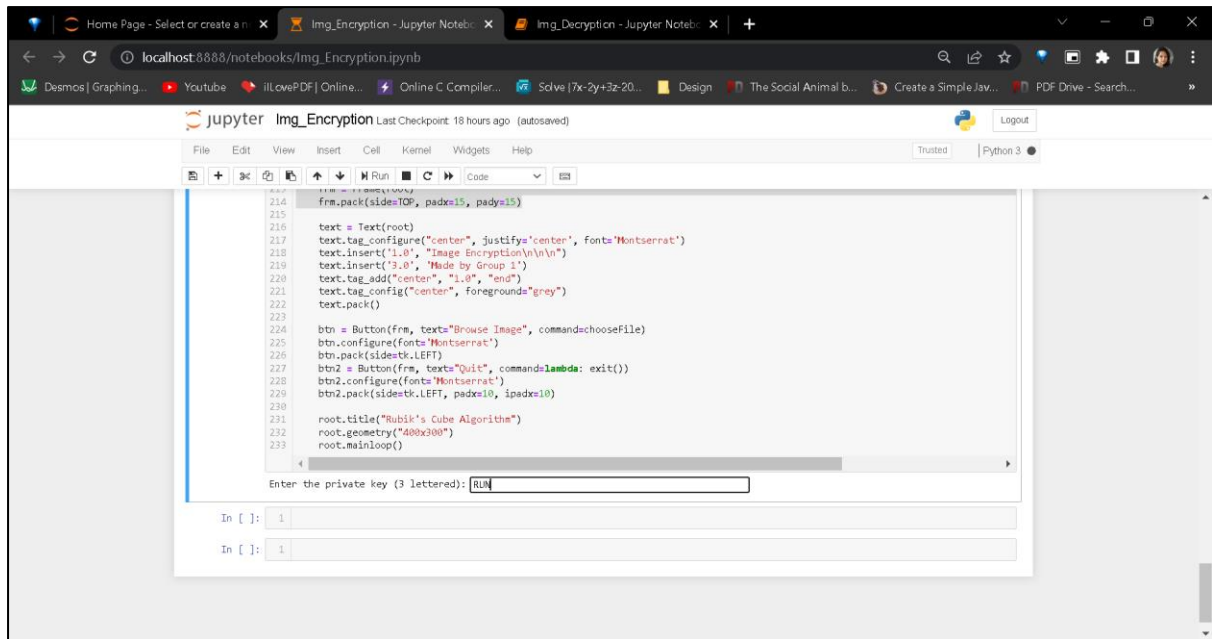 Home Page - Select or create a n
Img_Encryption - Jupyter Notebo
Img_Decryption - Jupyter Notebo
localhost:8888/notebooks/Img_Encryption.ipynb
Desmos | Graphing... Youtube iILovePDF | Online... Online C Compiler... Solve |7x-2y+3z-20... Design The Social Animal b... Create a Simple Jav... PDF Drive - Search... »
jupyter Img_Encryption Last Checkpoint: 18 hours ago (autosaved) Logout
File Edit View Insert Cell Kernel Widgets Help Trusted Python 3
Run Code
213 frm = Frame(root)
214 frm.pack(side=TOP, padx=15, pady=15)
215
216 text = Text(root)
217 text.tag_configure("center", justify='center', font='Montserrat')
218 text.insert('1.0', "Image Encryption\n\n\n")
219 text.insert('3.0', 'Made by Group 1')
220 text.tag_add("center", "1.0", "end")
221 text.tag_config("center", foreground="grey")
222 text.pack()
223
224 btn = Button(frm, text="Browse Image", command=chooseFile)
225 btn.configure(font='Montserrat')
226 btn.pack(side=tk.LEFT)
227 btn2 = Button(frm, text="Quit", command=lambda: exit())
228 btn2.configure(font='Montserrat')
229 btn2.pack(side=tk.LEFT, padx=10, ipadx=10)
230
231 root.title("Rubik's Cube Algorithm")
232 root.geometry("400x300")
233 root.mainloop()
Enter the private key (3 lettered): RUN
In [ ]: 1
In [ ]: 1